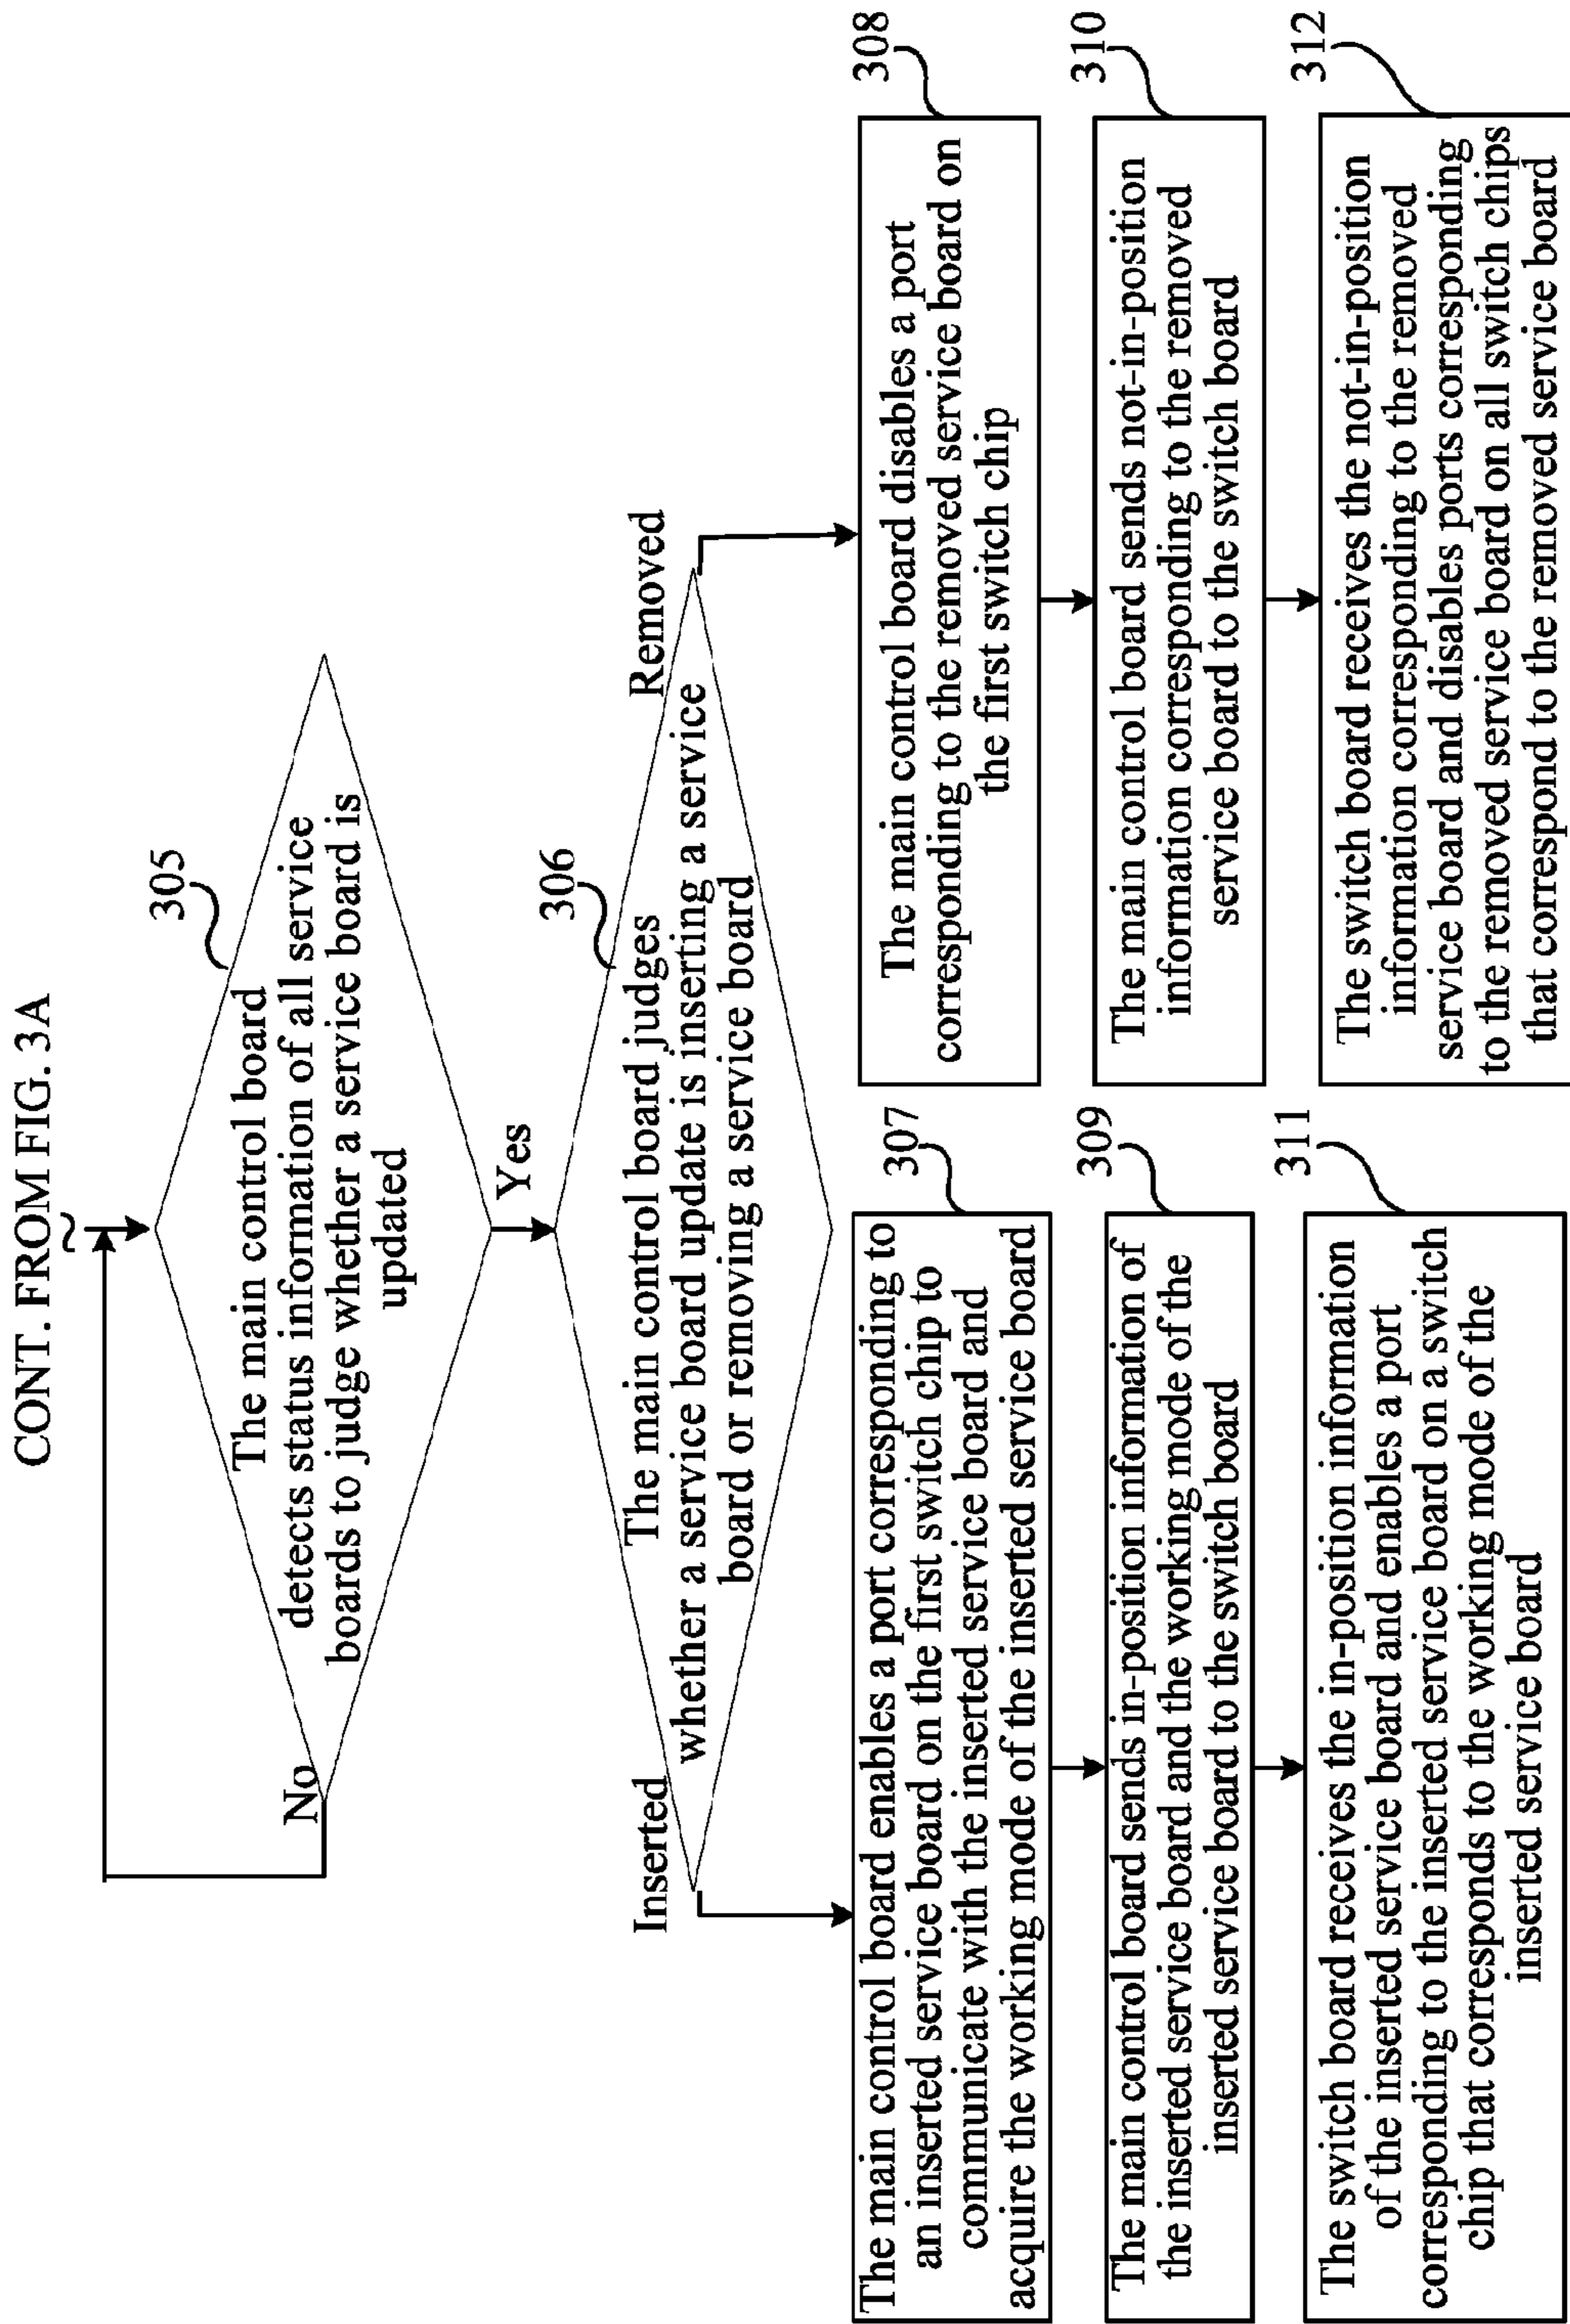 CONT. FROM FIG. 3A
~
305
The main control board
detects status information of all service
boards to judge whether a service board is
updated
No
Yes
306
The main control board judges
whether a service board update is inserting a service
board or removing a service board
Inserted
Removed
307
The main control board enables a port corresponding to
an inserted service board on the first switch chip to
communicate with the inserted service board and
acquire the working mode of the inserted service board
308
The main control board disables a port
corresponding to the removed service board on
the first switch chip
309
The main control board sends in-position information of
the inserted service board and the working mode of the
inserted service board to the switch board
310
The main control board sends not-in-position
information corresponding to the removed
service board to the switch board
311
The switch board receives the in-position information
of the inserted service board and enables a port
corresponding to the inserted service board on a switch
chip that corresponds to the working mode of the
inserted service board
312
The switch board receives the not-in-position
information corresponding to the removed
service board and disables ports corresponding
to the removed service board on all switch chips
that correspond to the removed service board